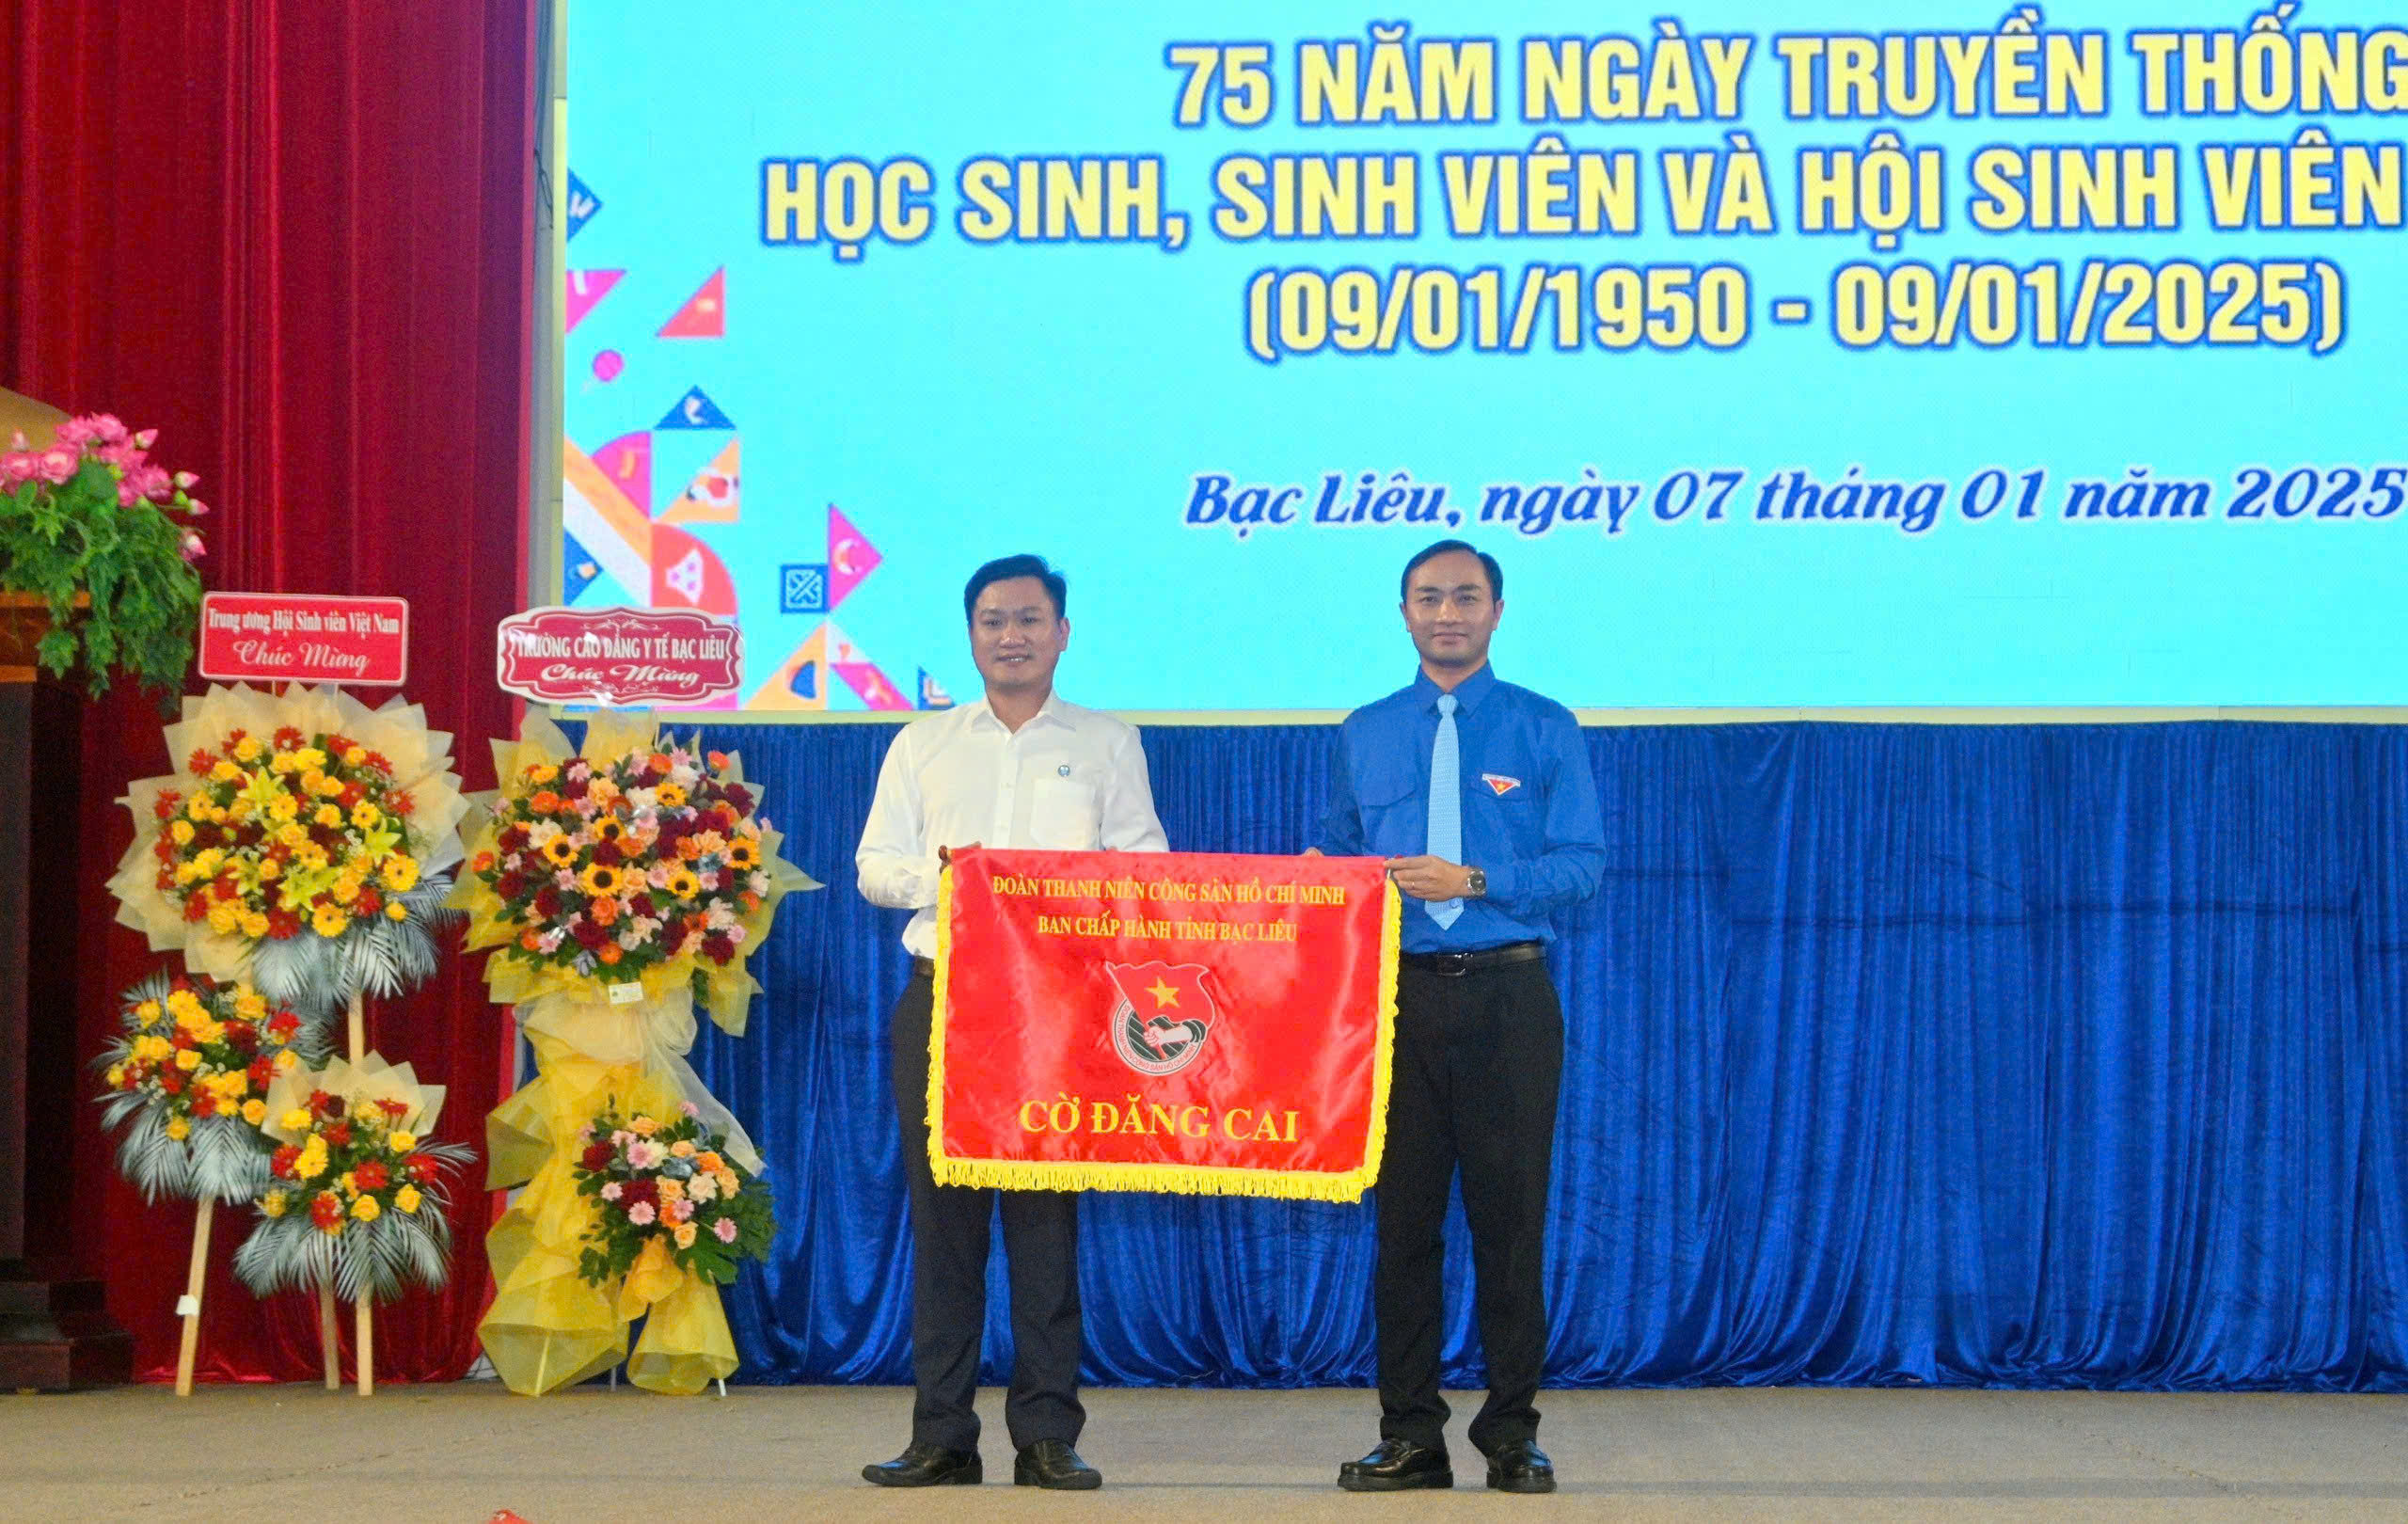 75 NĂM NGÀY TRUYỀN THỐNG
HỌC SINH, SINH VIÊN VÀ HỘI SINH VIÊN
(09/01/1950 - 09/01/2025)
Bạc Liêu, ngày 07 tháng 01 năm 2025
Trung ương Hội Sinh viên Việt Nam
Chúc Mừng
TRƯỜNG CAO ĐẲNG Y TẾ BẠC LIÊU
Chúc Mừng
ĐOÀN THANH NIÊN CỘNG SẢN HỒ CHÍ MINH
BAN CHẤP HÀNH TỈNH BẠC LIÊU
CỜ ĐĂNG CAI